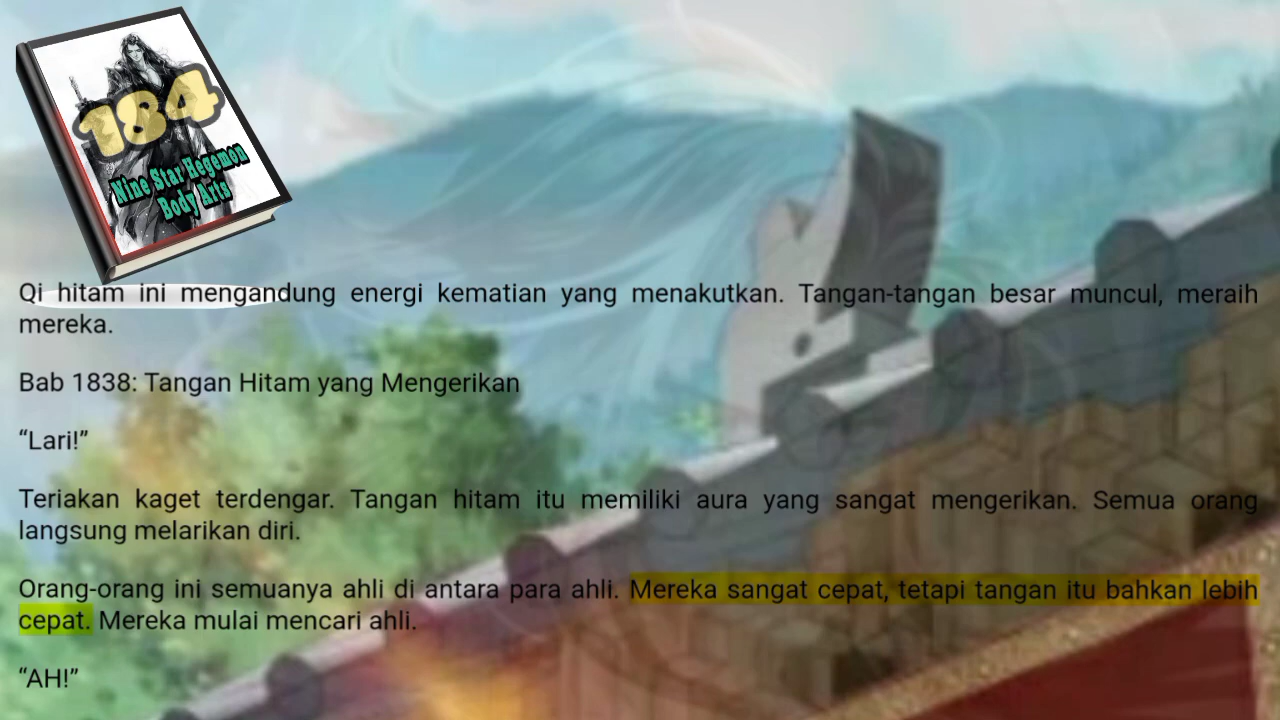 184
Nine Star Hegemon
Body Arts
Qi hitam ini mengandung energi kematian yang menakutkan. Tangan-tangan besar muncul, meraih
mereka.
Bab 1838: Tangan Hitam yang Mengerikan
“Lari!”
Teriakan kaget terdengar. Tangan hitam itu memiliki aura yang sangat mengerikan. Semua orang
langsung melarikan diri.
Orang-orang ini semuanya ahli di antara para ahli. Mereka sangat cepat, tetapi tangan itu bahkan lebih
cepat. Mereka mulai mencari ahli.
“AH!”